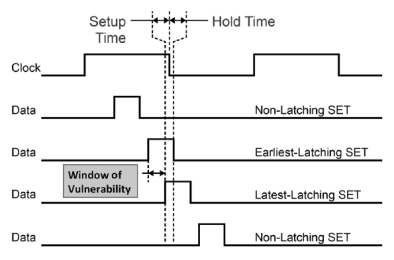 Setup Time
Hold Time
Clock
Data
Non-Latching SET
Data
Earliest-Latching SET
Window of
Vulnerability
Data
Latest-Latching SET
Data
Non-Latching SET